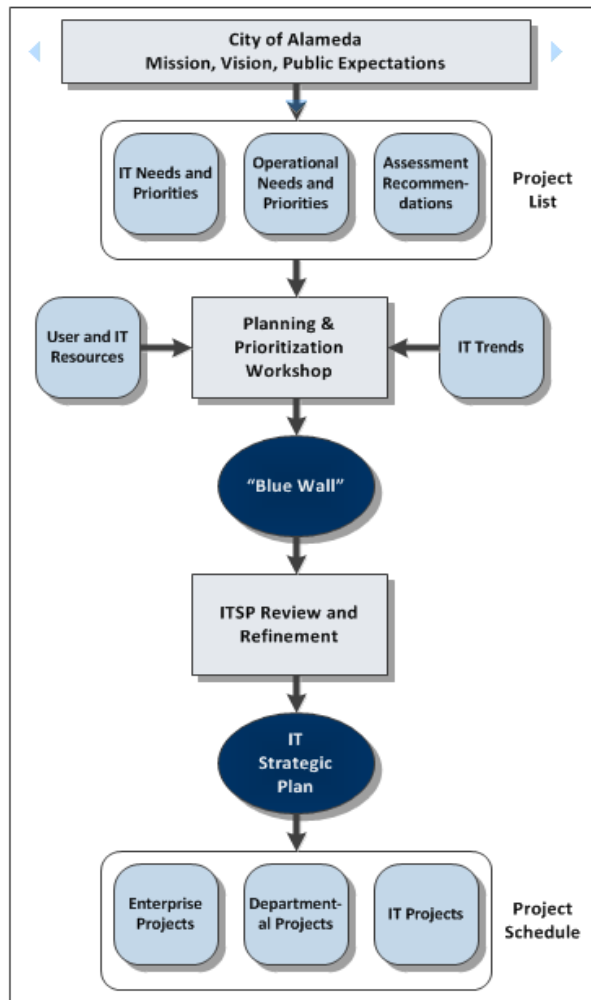 City of Alameda
Mission, Vision, Public Expectations
IT Needs and
Priorities
Operational
Needs and
Priorities
Assessment
Recommen-
dations
Project
List
User and IT
Resources
Planning &
Prioritization
Workshop
IT Trends
“Blue Wall”
ITSP Review and
Refinement
IT
Strategic
Plan
Enterprise
Projects
Department-
al Projects
IT Projects
Project
Schedule